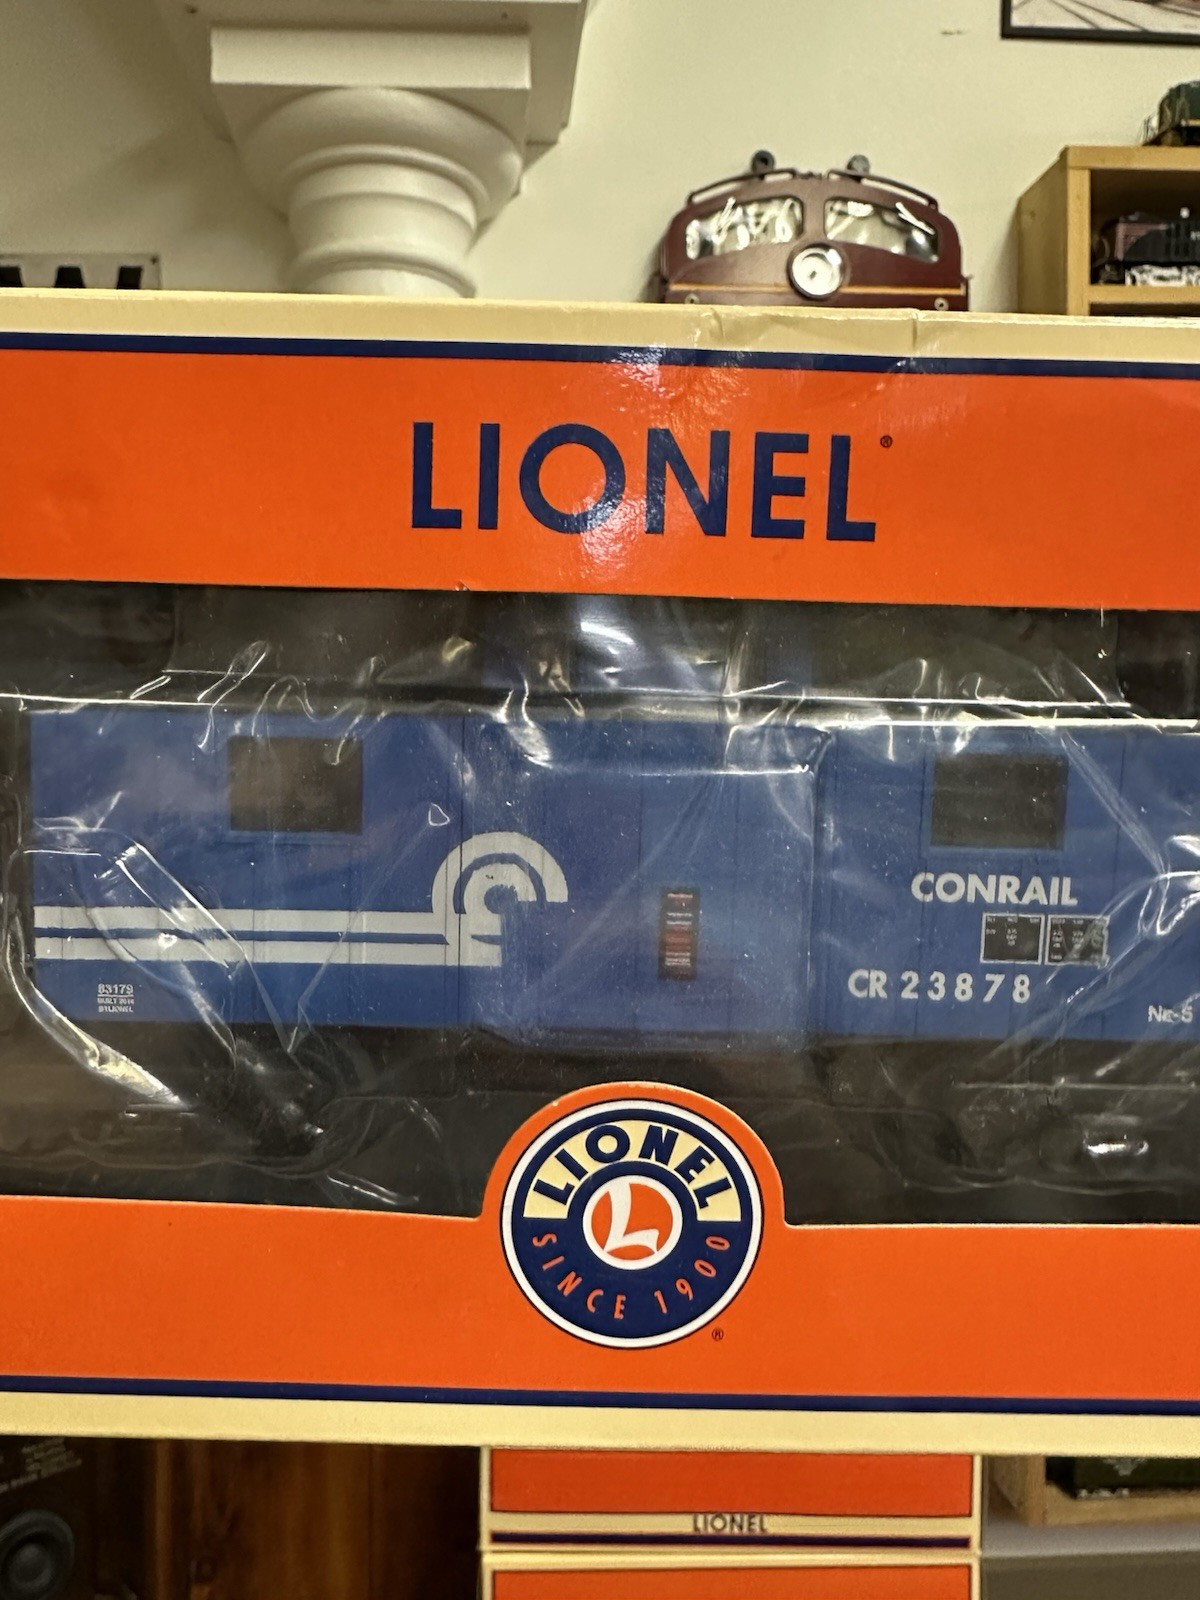 LIONEL®
CONRAIL
CR 23878
83179
BUILT 2014
BY LIONEL
LIONEL
L
SINCE 1900
®
LIONEL